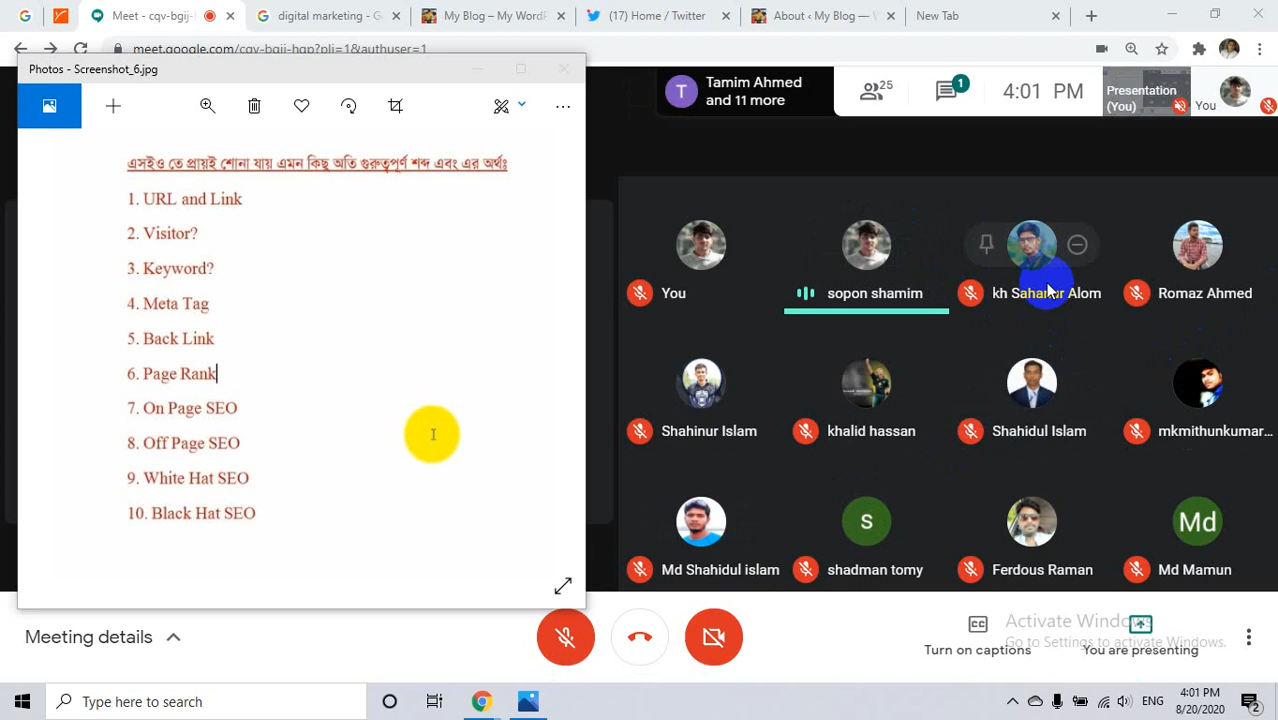 Meet - cqv-bgij-
digital marketing - G
My Blog – My WordP
(17) Home / Twitter
About ‹ My Blog — W
New Tab
meet.google.com/cqv-bgij-hgp?pli=1&authuser=1
Photos - Screenshot_6.jpg
এসইও তে প্রায়ই শোনা যায় এমন কিছু অতি গুরুত্বপূর্ণ শব্দ এবং এর অর্থঃ
1. URL and Link
2. Visitor?
3. Keyword?
4. Meta Tag
5. Back Link
6. Page Rank
7. On Page SEO
8. Off Page SEO
9. White Hat SEO
10. Black Hat SEO
T
Tamim Ahmed
and 11 more
25
1
4:01 PM
Presentation
(You)
You
You
sopon shamim
kh Sahanur Alom
Romaz Ahmed
Shahinur Islam
khalid hassan
Shahidul Islam
mkmithunkumar...
S
Md
Md Shahidul islam
shadman tomy
Ferdous Raman
Md Mamun
Meeting details
CC
Turn on captions
You are presenting
Activate Windows
Go to Settings to activate Windows.
Type here to search
ENG
4:01 PM
8/20/2020
2